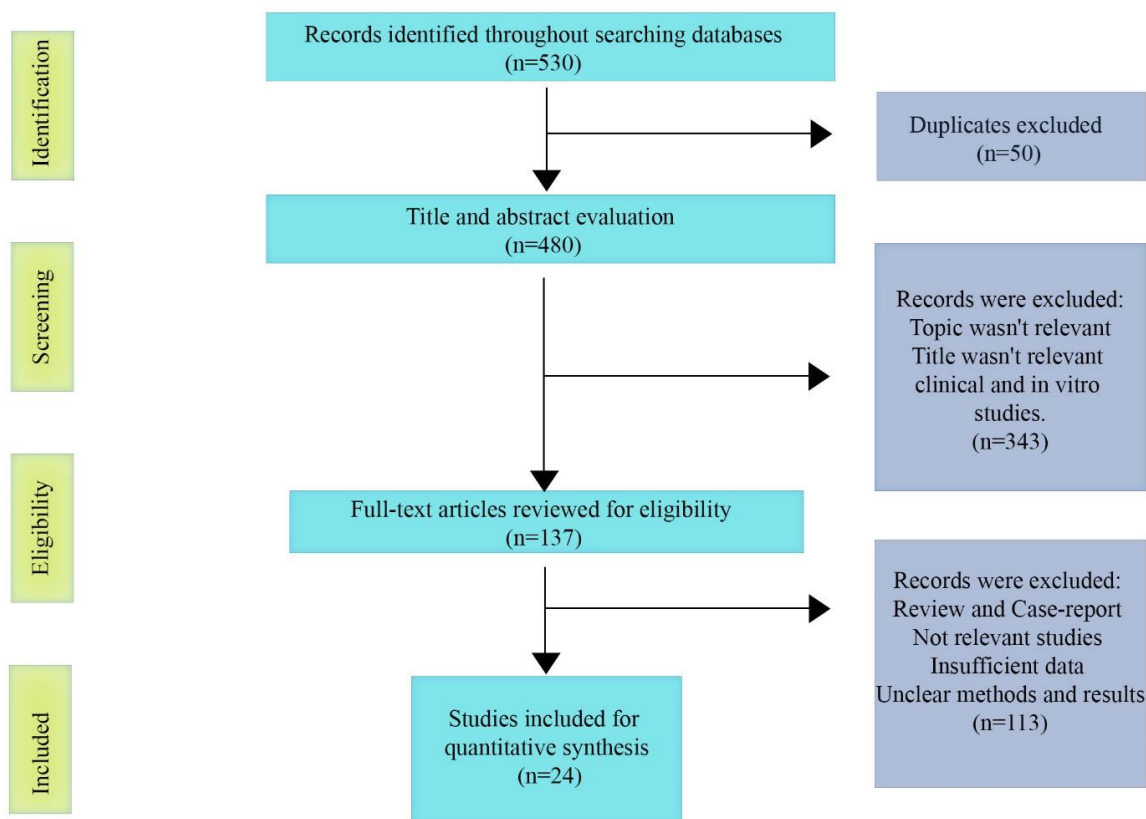 Identification
Records identified throughout searching databases
(n=530)
Duplicates excluded
(n=50)
Title and abstract evaluation
(n=480)
Screening
Records were excluded:
Topic wasn't relevant
Title wasn't relevant
clinical and in vitro
studies.
(n=343)
Eligibility
Full-text articles reviewed for eligibility
(n=137)
Records were excluded:
Review and Case-report
Not relevant studies
Insufficient data
Unclear methods and results
(n=113)
Included
Studies included for
quantitative synthesis
(n=24)